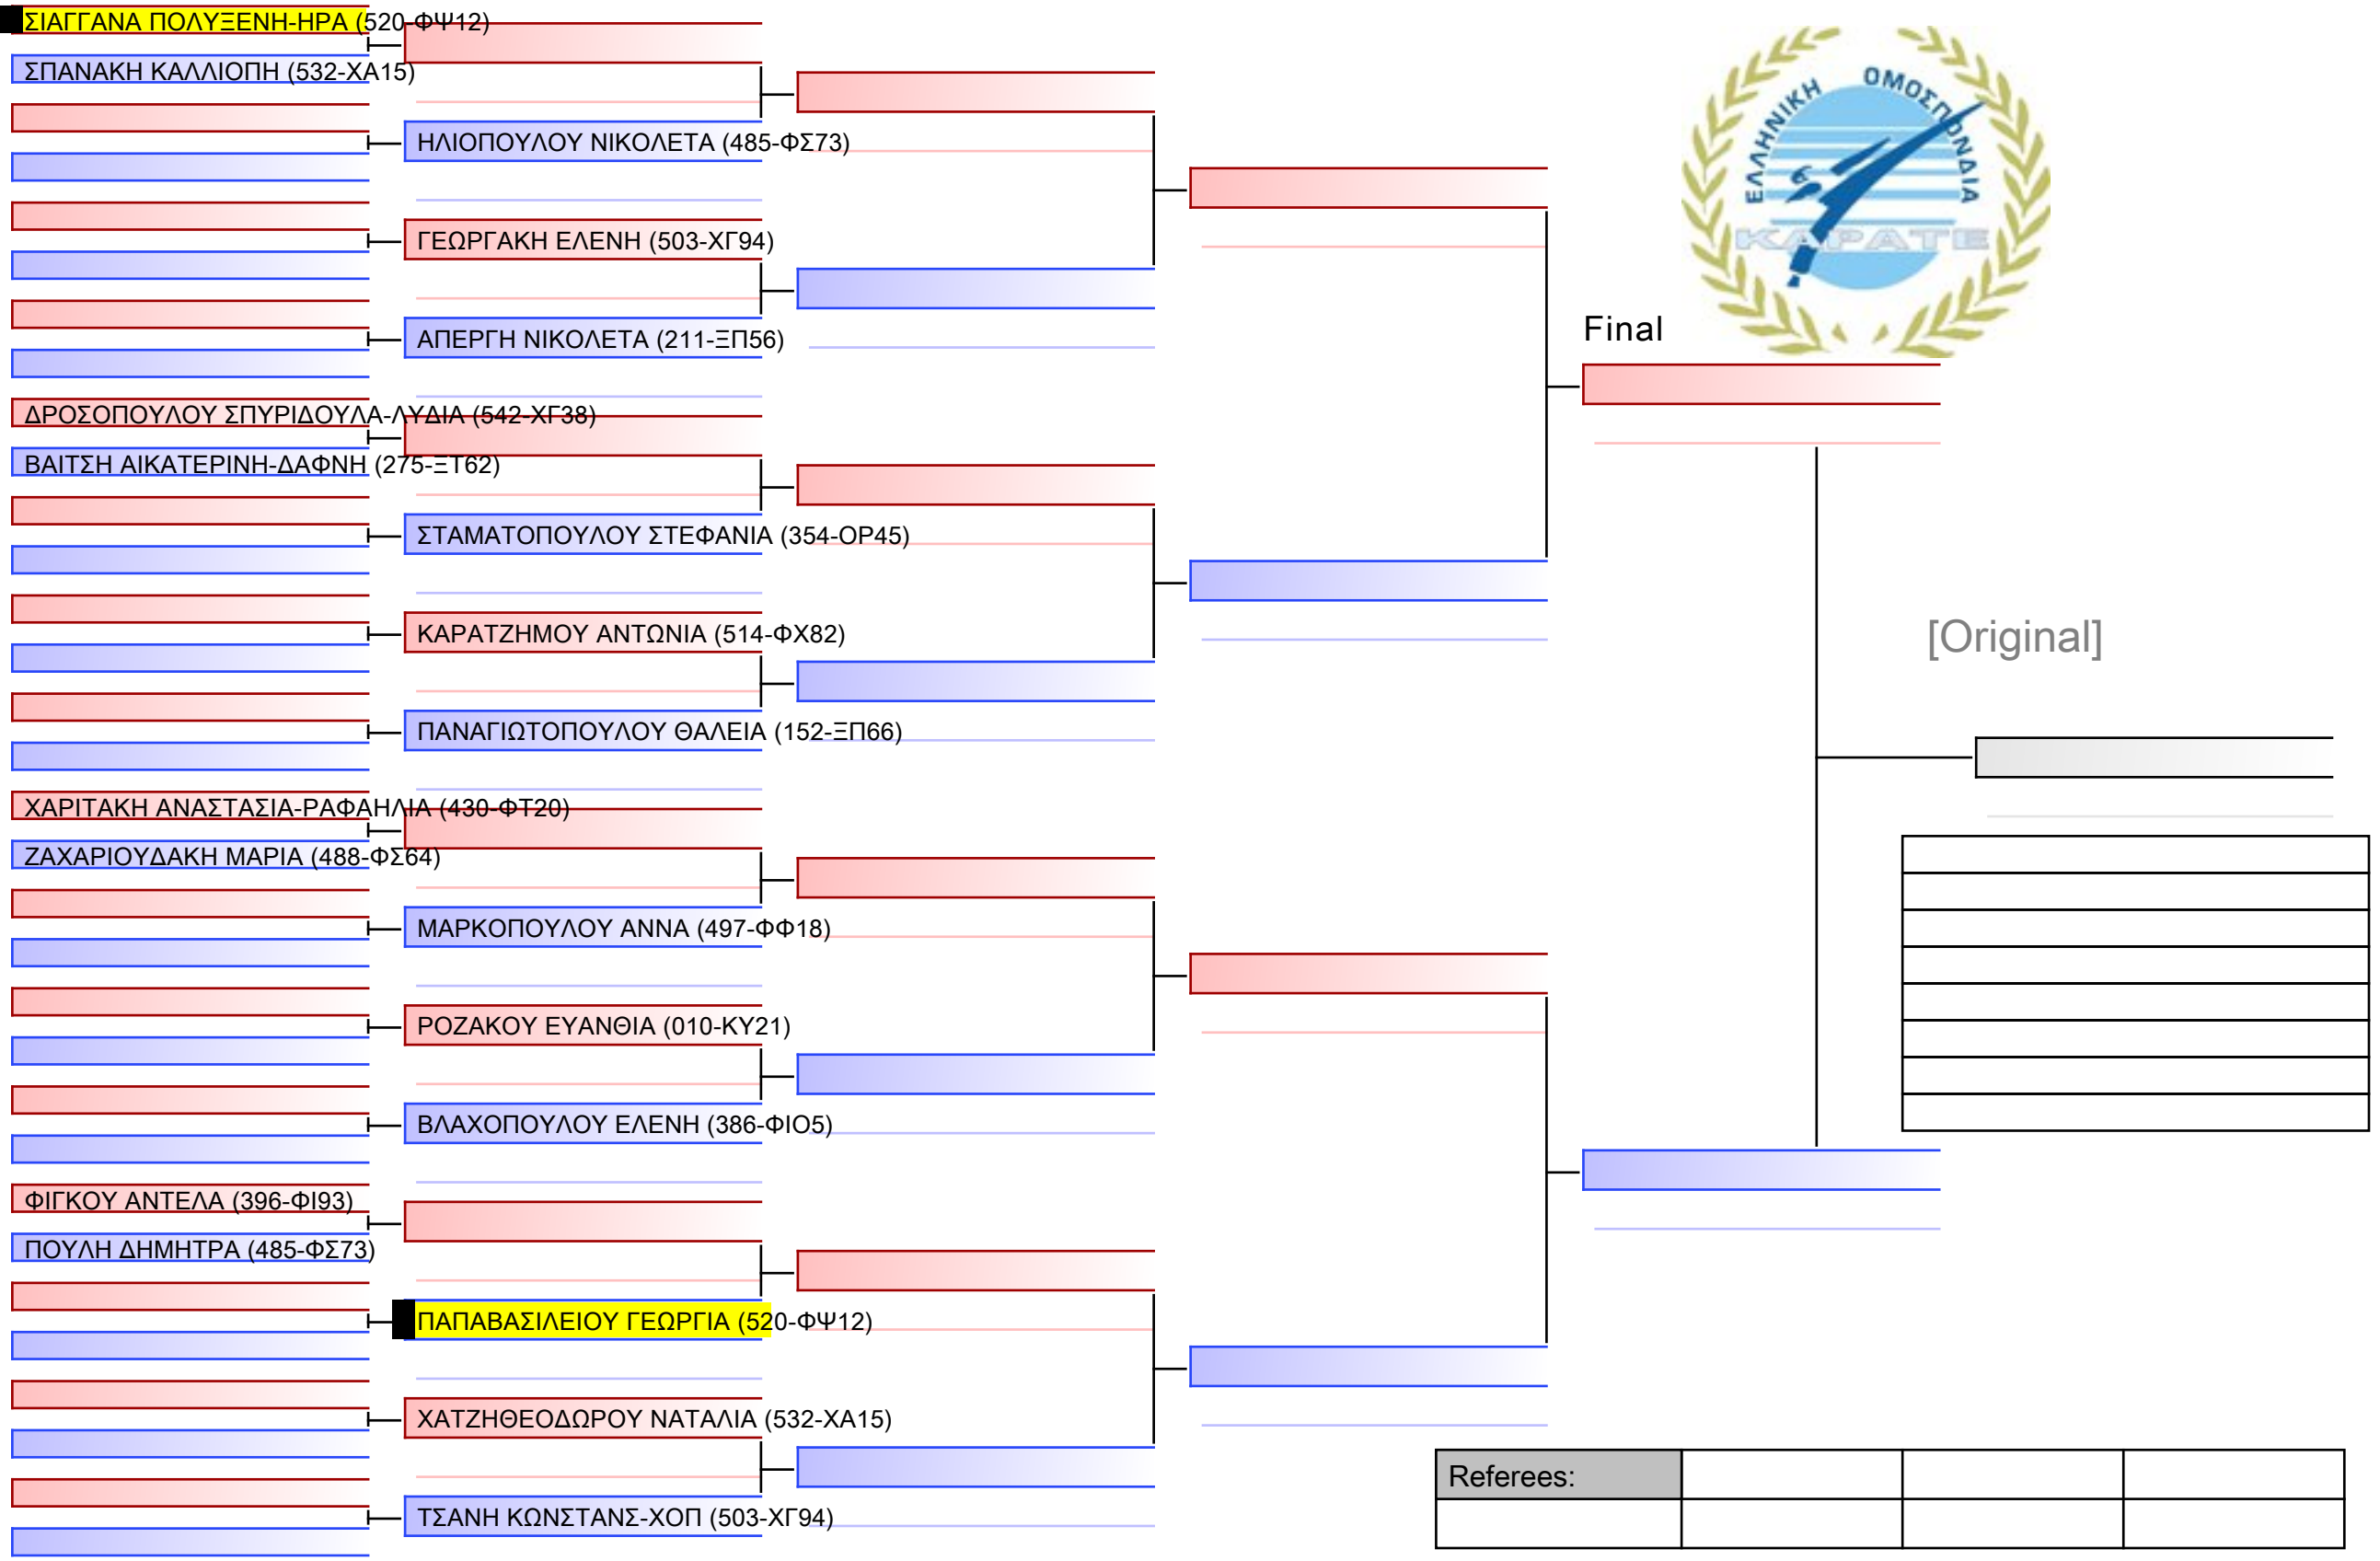 ΣΙΑΓΓΑΝΑ ΠΟΛΥΞΕΝΗ-ΗΡΑ (520-ΦΨ12)
ΣΠΑΝΑΚΗ ΚΑΛΛΙΟΠΗ (532-ΧΑ15)
ΗΛΙΟΠΟΥΛΟΥ ΝΙΚΟΛΕΤΑ (485-ΦΣ73)
ΓΕΩΡΓΑΚΗ ΕΛΕΝΗ (503-ΧΓ94)
ΑΠΕΡΓΗ ΝΙΚΟΛΕΤΑ (211-ΞΠ56)
ΔΡΟΣΟΠΟΥΛΟΥ ΣΠΥΡΙΔΟΥΛΑ-ΛΥΔΙΑ (542-ΧΓ38)
ΒΑΙΤΣΗ ΑΙΚΑΤΕΡΙΝΗ-ΔΑΦΝΗ (275-ΞΤ62)
ΣΤΑΜΑΤΟΠΟΥΛΟΥ ΣΤΕΦΑΝΙΑ (354-ΟΡ45)
ΚΑΡΑΤΖΗΜΟΥ ΑΝΤΩΝΙΑ (514-ΦΧ82)
ΠΑΝΑΓΙΩΤΟΠΟΥΛΟΥ ΘΑΛΕΙΑ (152-ΞΠ66)
ΧΑΡΙΤΑΚΗ ΑΝΑΣΤΑΣΙΑ-ΡΑΦΑΗΛΙΑ (430-ΦΤ20)
ΖΑΧΑΡΙΟΥΔΑΚΗ ΜΑΡΙΑ (488-ΦΣ64)
ΜΑΡΚΟΠΟΥΛΟΥ ΑΝΝΑ (497-ΦΦ18)
ΡΟΖΑΚΟΥ ΕΥΑΝΘΙΑ (010-ΚΥ21)
ΒΛΑΧΟΠΟΥΛΟΥ ΕΛΕΝΗ (386-ΦΙΟ5)
ΦΙΓΚΟΥ ΑΝΤΕΛΑ (396-ΦΙ93)
ΠΟΥΛΗ ΔΗΜΗΤΡΑ (485-ΦΣ73)
ΠΑΠΑΒΑΣΙΛΕΙΟΥ ΓΕΩΡΓΙΑ (520-ΦΨ12)
ΧΑΤΖΗΘΕΟΔΩΡΟΥ ΝΑΤΑΛΙΑ (532-ΧΑ15)
ΤΣΑΝΗ ΚΩΝΣΤΑΝΣ-ΧΟΠ (503-ΧΓ94)
ΕΛΛΗΝΙΚΗ ΟΜΟΣΠΟΝΔΙΑ
ΚΑΡΑΤΕ
Final
[Original]
Referees: